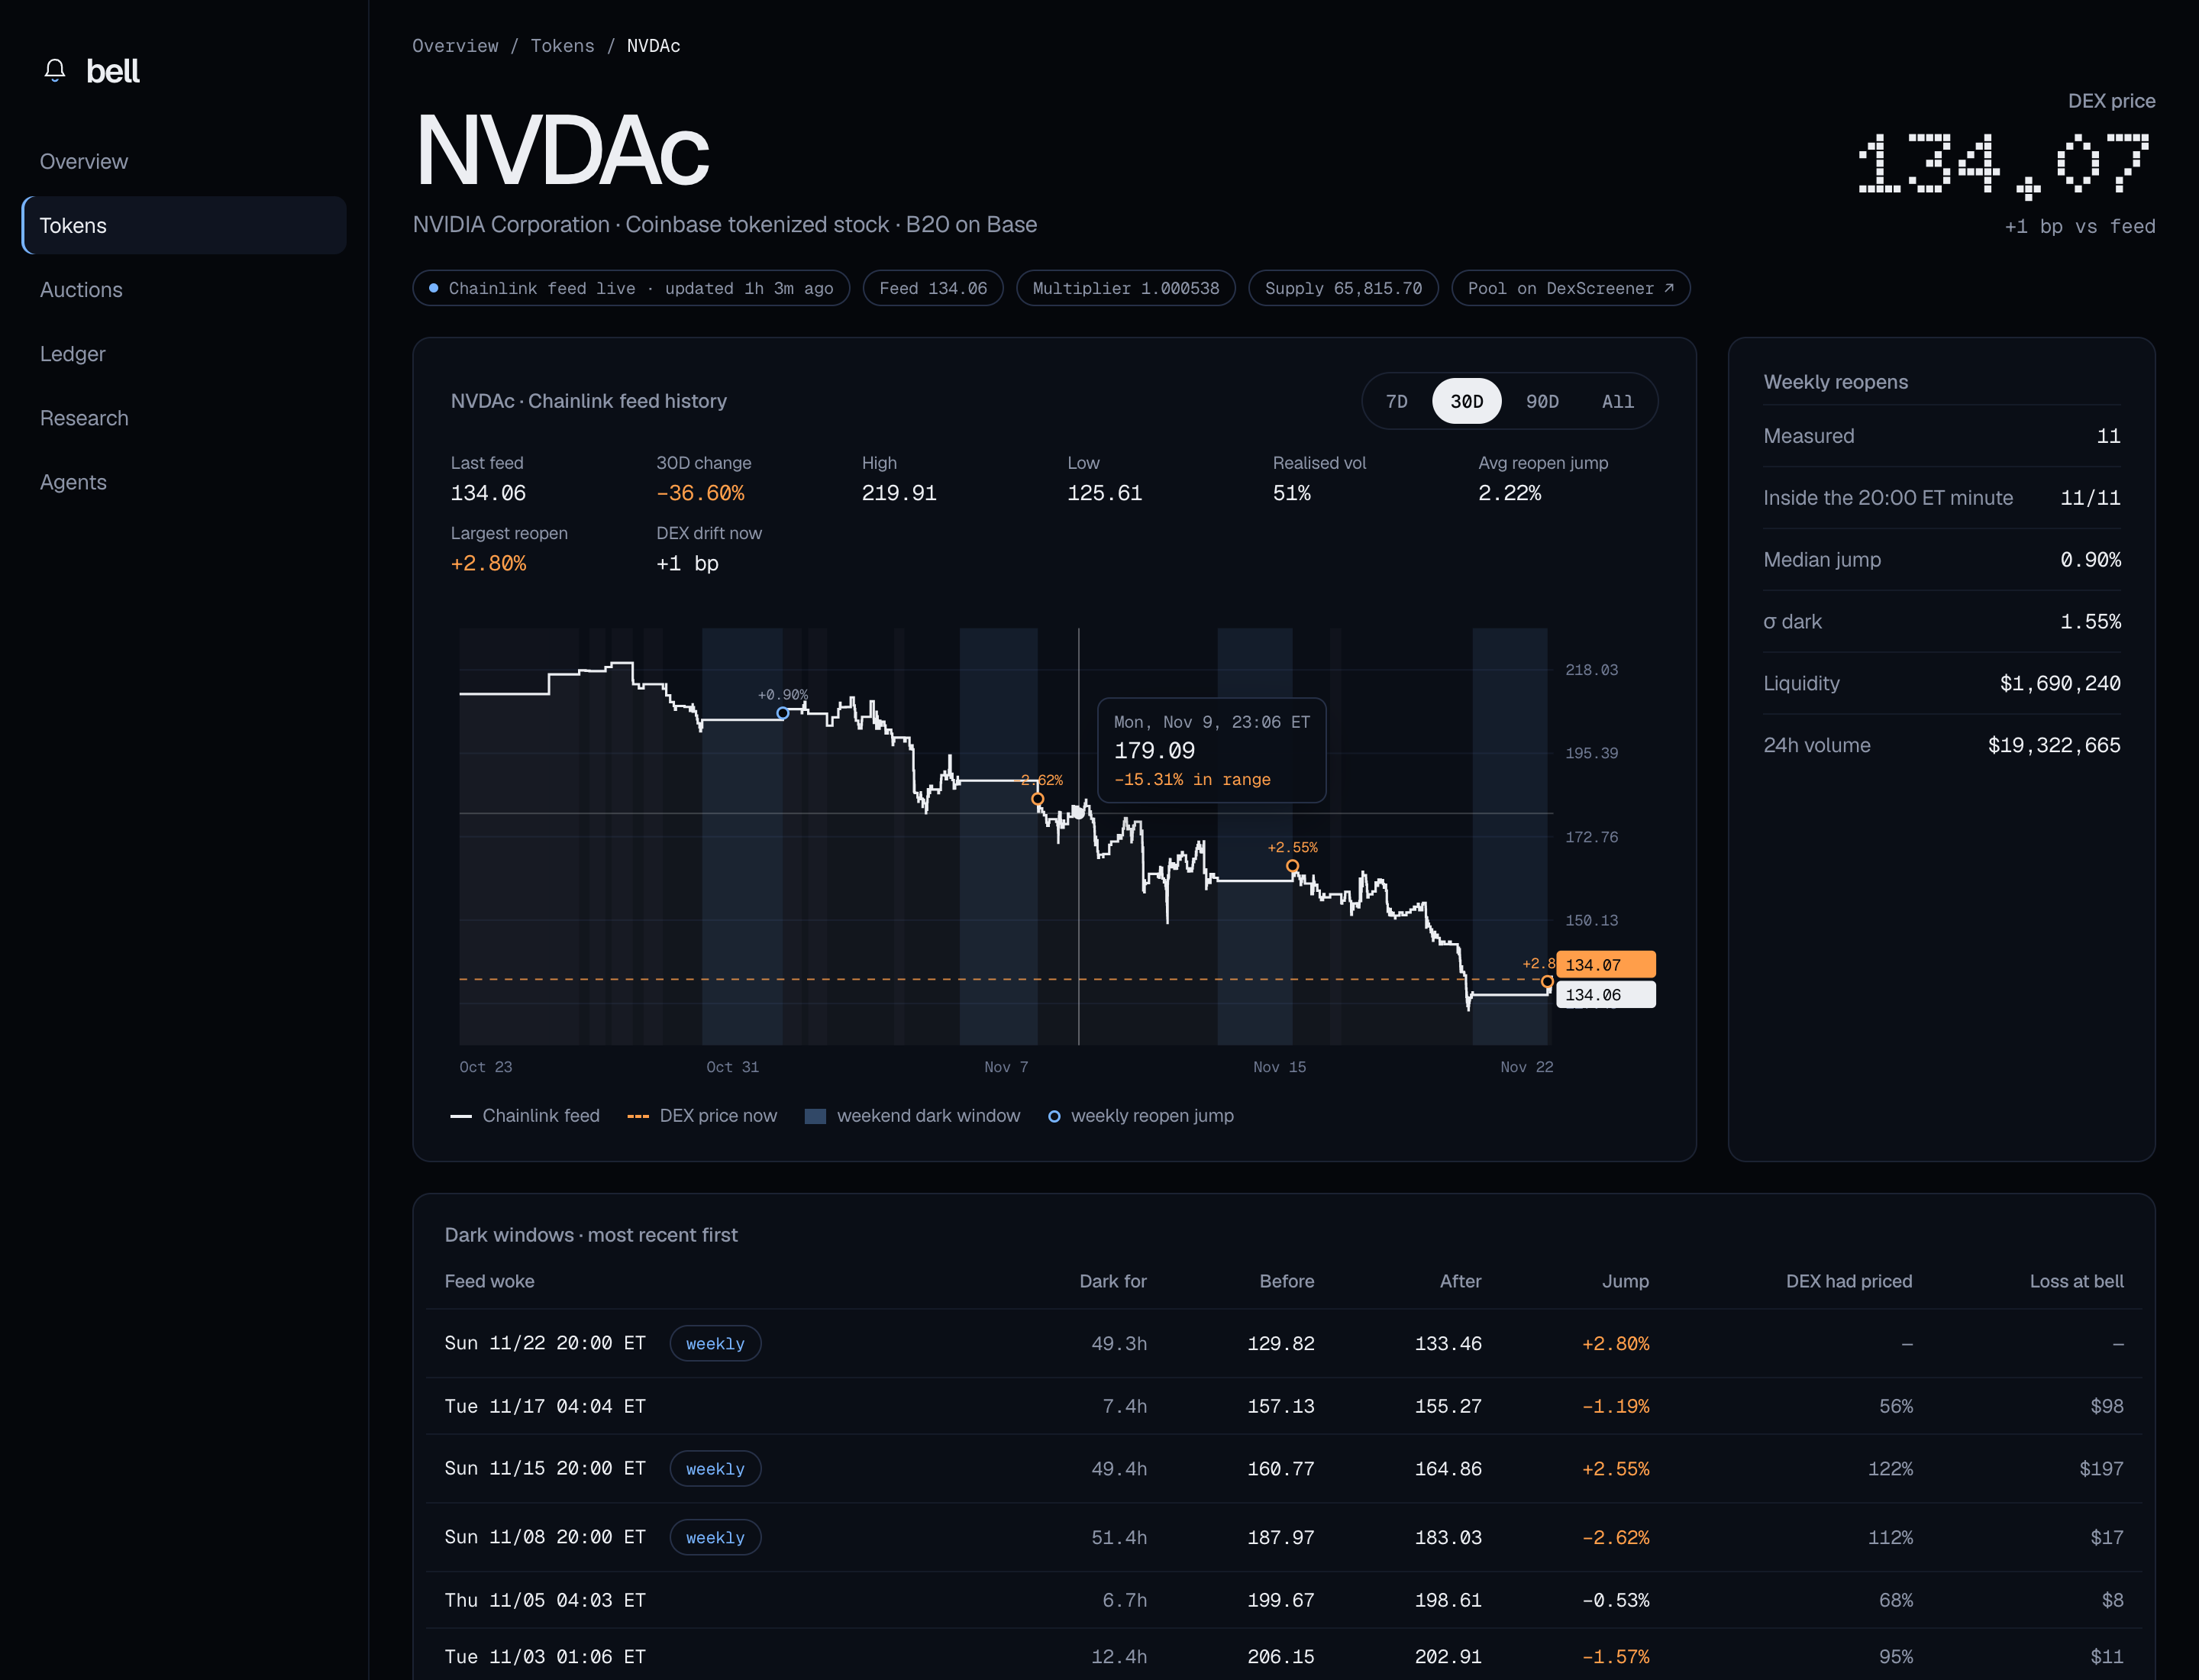 bell
Overview
Tokens
Auctions
Ledger
Research
Agents
Overview / Tokens / NVDAc
NVDAc
NVIDIA Corporation · Coinbase tokenized stock · B20 on Base
DEX price
134.07
+1 bp vs feed
Chainlink feed live · updated 1h 3m ago
Feed 134.06
Multiplier 1.000538
Supply 65,815.70
Pool on DexScreener ↗
NVDAc · Chainlink feed history
7D 30D 90D All
Last feed 30D change High Low Realised vol Avg reopen jump
134.06 −36.60% 219.91 125.61 51% 2.22%
Largest reopen DEX drift now
+2.80% +1 bp
218.03
+0.90%
Mon, Nov 9, 23:06 ET
179.09
−15.31% in range
195.39
−2.62%
172.76
+2.55%
150.13
+2.8
134.07
134.06
Oct 23 Oct 31 Nov 7 Nov 15 Nov 22
Chainlink feed DEX price now weekend dark window weekly reopen jump
Weekly reopens
Measured 11
Inside the 20:00 ET minute 11/11
Median jump 0.90%
σ dark 1.55%
Liquidity $1,690,240
24h volume $19,322,665
Dark windows · most recent first
Feed woke Dark for Before After Jump DEX had priced Loss at bell
Sun 11/22 20:00 ET weekly 49.3h 129.82 133.46 +2.80% — —
Tue 11/17 04:04 ET 7.4h 157.13 155.27 −1.19% 56% $98
Sun 11/15 20:00 ET weekly 49.4h 160.77 164.86 +2.55% 122% $197
Sun 11/08 20:00 ET weekly 51.4h 187.97 183.03 −2.62% 112% $17
Thu 11/05 04:03 ET 6.7h 199.67 198.61 −0.53% 68% $8
Tue 11/03 01:06 ET 12.4h 206.15 202.91 −1.57% 95% $11